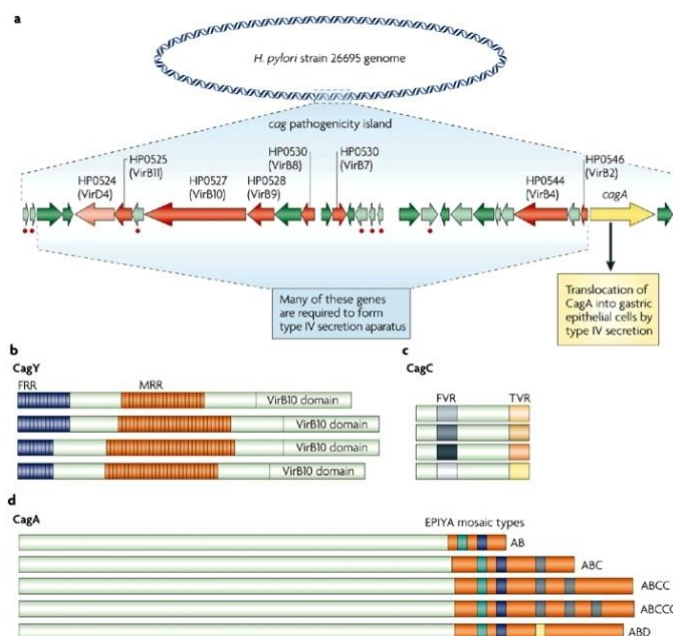 a
H. pylori strain 26695 genome
cag pathogenicity island
HP0524
(VirD4)
HP0525
(VirB11)
HP0527
(VirB10)
HP0528
(VirB9)
HP0530
(VirB8)
HP0530
(VirB7)
HP0544
(VirB4)
HP0546
(VirB2)
cagA
Many of these genes
are required to form
type IV secretion apparatus
Translocation of
CagA into gastric
epithelial cells by
type IV secretion
b
CagY
FRR
MRR
VirB10 domain
VirB10 domain
VirB10 domain
VirB10 domain
c
CagC
FVR
TVR
d
CagA
EPIYA mosaic types
AB
ABC
ABCC
ABCCC
ABD